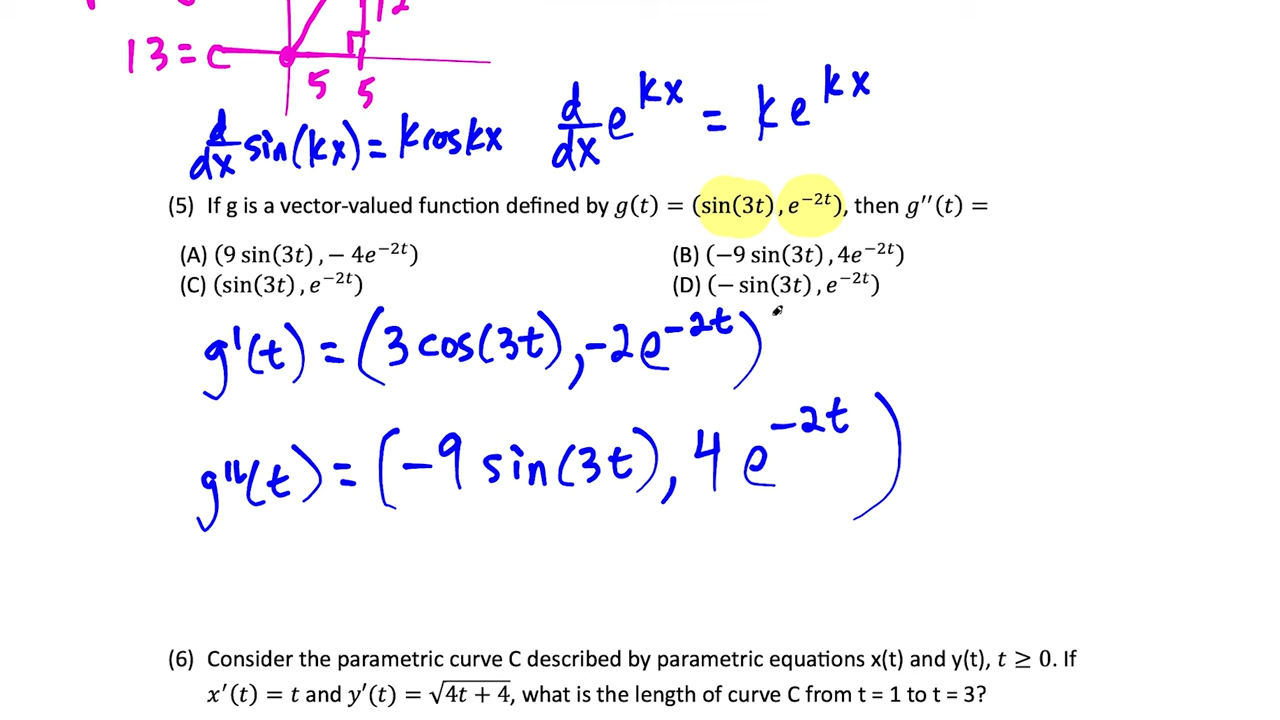 12
13 = C
5
5
d/dx sin(kx) = k cos kx
d/dx e^{kx} = k e^{kx}
(5) If g is a vector-valued function defined by g(t) = (sin(3t), e^{−2t}), then g′′(t) =
(A) (9 sin(3t), − 4e^{−2t})
(B) (−9 sin(3t), 4e^{−2t})
(C) (sin(3t), e^{−2t})
(D) (− sin(3t), e^{−2t})
g'(t) = (3 cos(3t), -2e^{-2t})
g''(t) = (-9 sin(3t), 4e^{-2t})
(6) Consider the parametric curve C described by parametric equations x(t) and y(t), t ≥ 0. If
x′(t) = t and y′(t) = √(4t + 4), what is the length of curve C from t = 1 to t = 3?